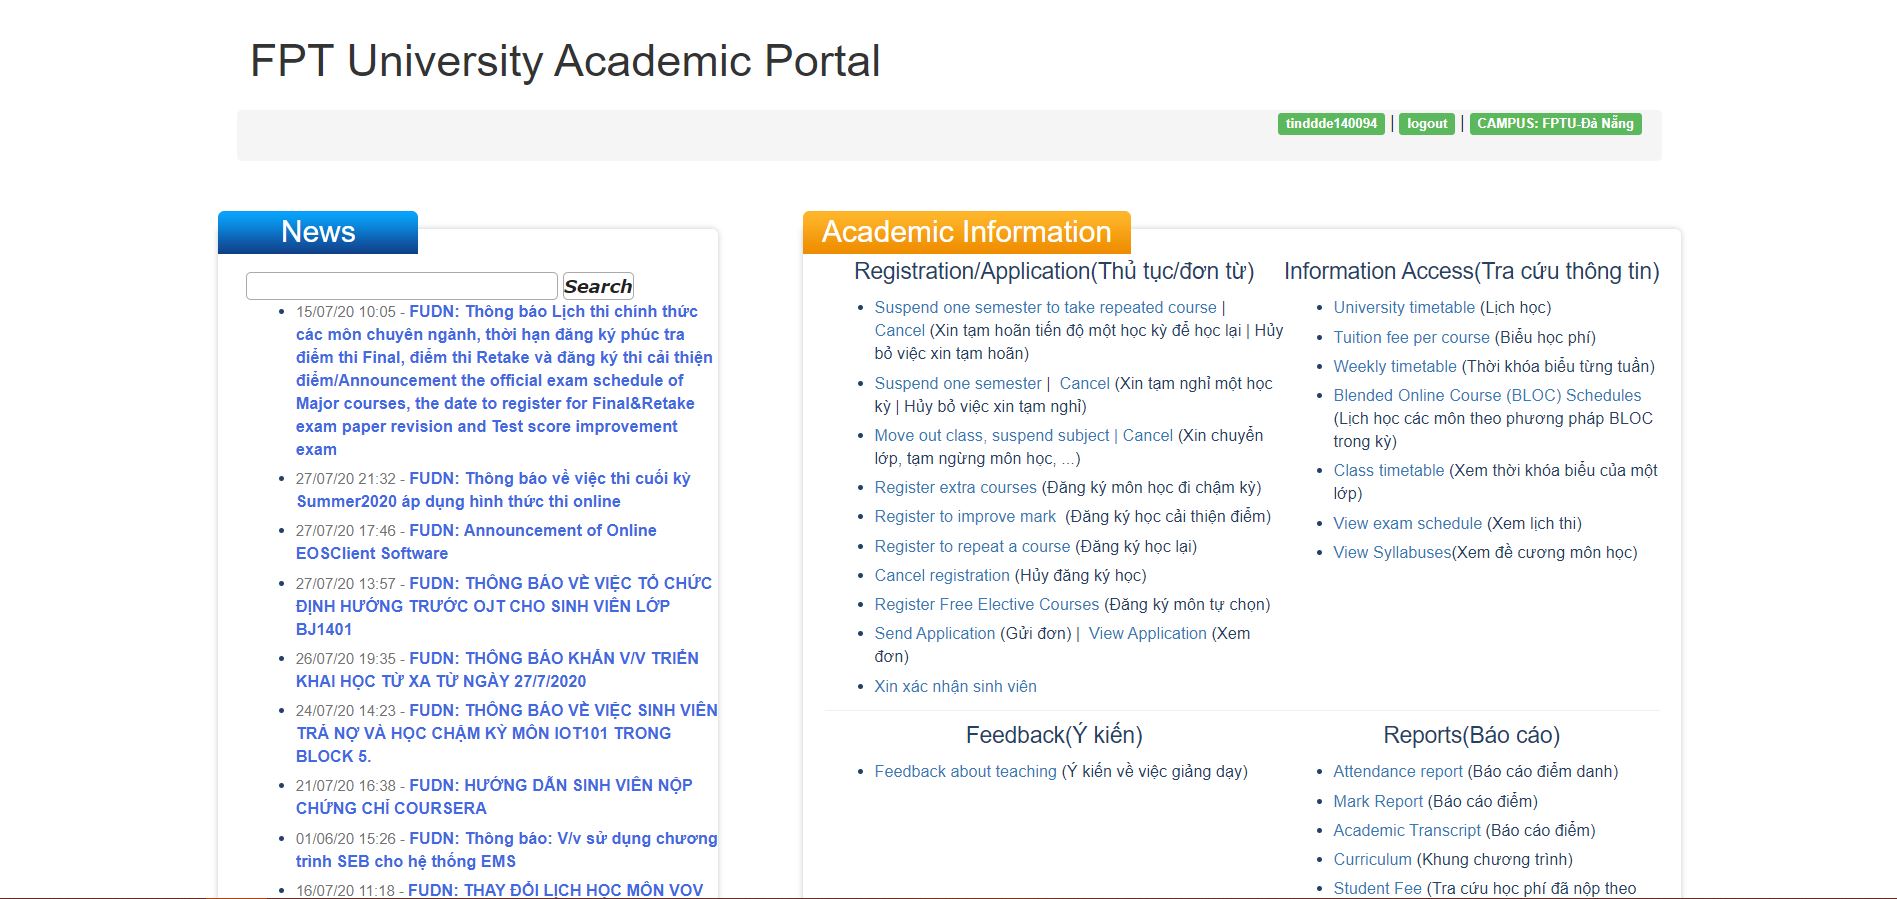 FPT University Academic Portal
tinddde140094 | logout | CAMPUS: FPTU-Đà Nẵng
News
Search
15/07/20 10:05 - FUDN: Thông báo Lịch thi chính thức
các môn chuyên ngành, thời hạn đăng ký phúc tra
điểm thi Final, điểm thi Retake và đăng ký thi cải thiện
điểm/Announcement the official exam schedule of
Major courses, the date to register for Final&Retake
exam paper revision and Test score improvement
exam
27/07/20 21:32 - FUDN: Thông báo về việc thi cuối kỳ
Summer2020 áp dụng hình thức thi online
27/07/20 17:46 - FUDN: Announcement of Online
EOSClient Software
27/07/20 13:57 - FUDN: THÔNG BÁO VỀ VIỆC TỔ CHỨC
ĐỊNH HƯỚNG TRƯỚC OJT CHO SINH VIÊN LỚP
BJ1401
26/07/20 19:35 - FUDN: THÔNG BÁO KHẨN V/V TRIỂN
KHAI HỌC TỪ XA TỪ NGÀY 27/7/2020
24/07/20 14:23 - FUDN: THÔNG BÁO VỀ VIỆC SINH VIÊN
TRẢ NỢ VÀ HỌC CHẬM KỲ MÔN IOT101 TRONG
BLOCK 5.
21/07/20 16:38 - FUDN: HƯỚNG DẪN SINH VIÊN NỘP
CHỨNG CHỈ COURSERA
01/06/20 15:26 - FUDN: Thông báo: V/v sử dụng chương
trình SEB cho hệ thống EMS
16/07/20 11:18 - FUDN: THAY ĐỔI LỊCH HỌC MÔN VOV
Academic Information
Registration/Application(Thủ tục/đơn từ)
Suspend one semester to take repeated course |
Cancel (Xin tạm hoãn tiến độ một học kỳ để học lại | Hủy
bỏ việc xin tạm hoãn)
Suspend one semester | Cancel (Xin tạm nghỉ một học
kỳ | Hủy bỏ việc xin tạm nghỉ)
Move out class, suspend subject | Cancel (Xin chuyển
lớp, tạm ngừng môn học, ...)
Register extra courses (Đăng ký môn học đi chậm kỳ)
Register to improve mark (Đăng ký học cải thiện điểm)
Register to repeat a course (Đăng ký học lại)
Cancel registration (Hủy đăng ký học)
Register Free Elective Courses (Đăng ký môn tự chọn)
Send Application (Gửi đơn) | View Application (Xem
đơn)
Xin xác nhận sinh viên
Information Access(Tra cứu thông tin)
University timetable (Lịch học)
Tuition fee per course (Biểu học phí)
Weekly timetable (Thời khóa biểu từng tuần)
Blended Online Course (BLOC) Schedules
(Lịch học các môn theo phương pháp BLOC
trong kỳ)
Class timetable (Xem thời khóa biểu của một
lớp)
View exam schedule (Xem lịch thi)
View Syllabuses(Xem đề cương môn học)
Feedback(Ý kiến)
Feedback about teaching (Ý kiến về việc giảng dạy)
Reports(Báo cáo)
Attendance report (Báo cáo điểm danh)
Mark Report (Báo cáo điểm)
Academic Transcript (Báo cáo điểm)
Curriculum (Khung chương trình)
Student Fee (Tra cứu học phí đã nộp theo